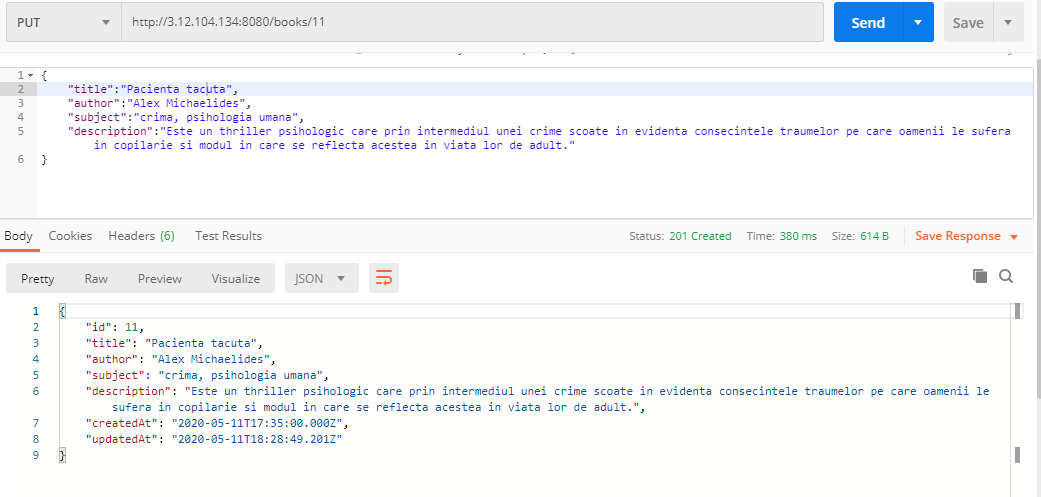 PUT http://3.12.104.134:8080/books/11 Send Save
1 {
2 "title":"Pacienta tacuta",
3 "author":"Alex Michaelides",
4 "subject":"crima, psihologia umana",
5 "description":"Este un thriller psihologic care prin intermediul unei crime scoate in evidenta consecintele traumelor pe care oamenii le sufera
in copilarie si modul in care se reflecta acestea in viata lor de adult."
6 }
Body Cookies Headers (6) Test Results Status: 201 Created Time: 380 ms Size: 614 B Save Response
Pretty Raw Preview Visualize JSON
1 {
2 "id": 11,
3 "title": "Pacienta tacuta",
4 "author": "Alex Michaelides",
5 "subject": "crima, psihologia umana",
6 "description": "Este un thriller psihologic care prin intermediul unei crime scoate in evidenta consecintele traumelor pe care oamenii le
sufera in copilarie si modul in care se reflecta acestea in viata lor de adult.",
7 "createdAt": "2020-05-11T17:35:00.000Z",
8 "updatedAt": "2020-05-11T18:28:49.201Z"
9 }